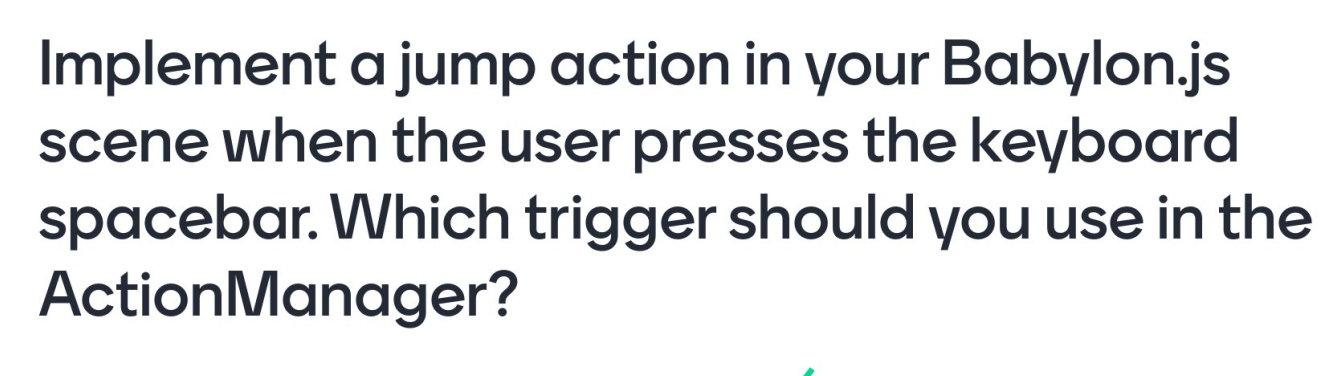 Implement a jump action in your Babylon.js
scene when the user presses the keyboard
spacebar. Which trigger should you use in the
ActionManager?